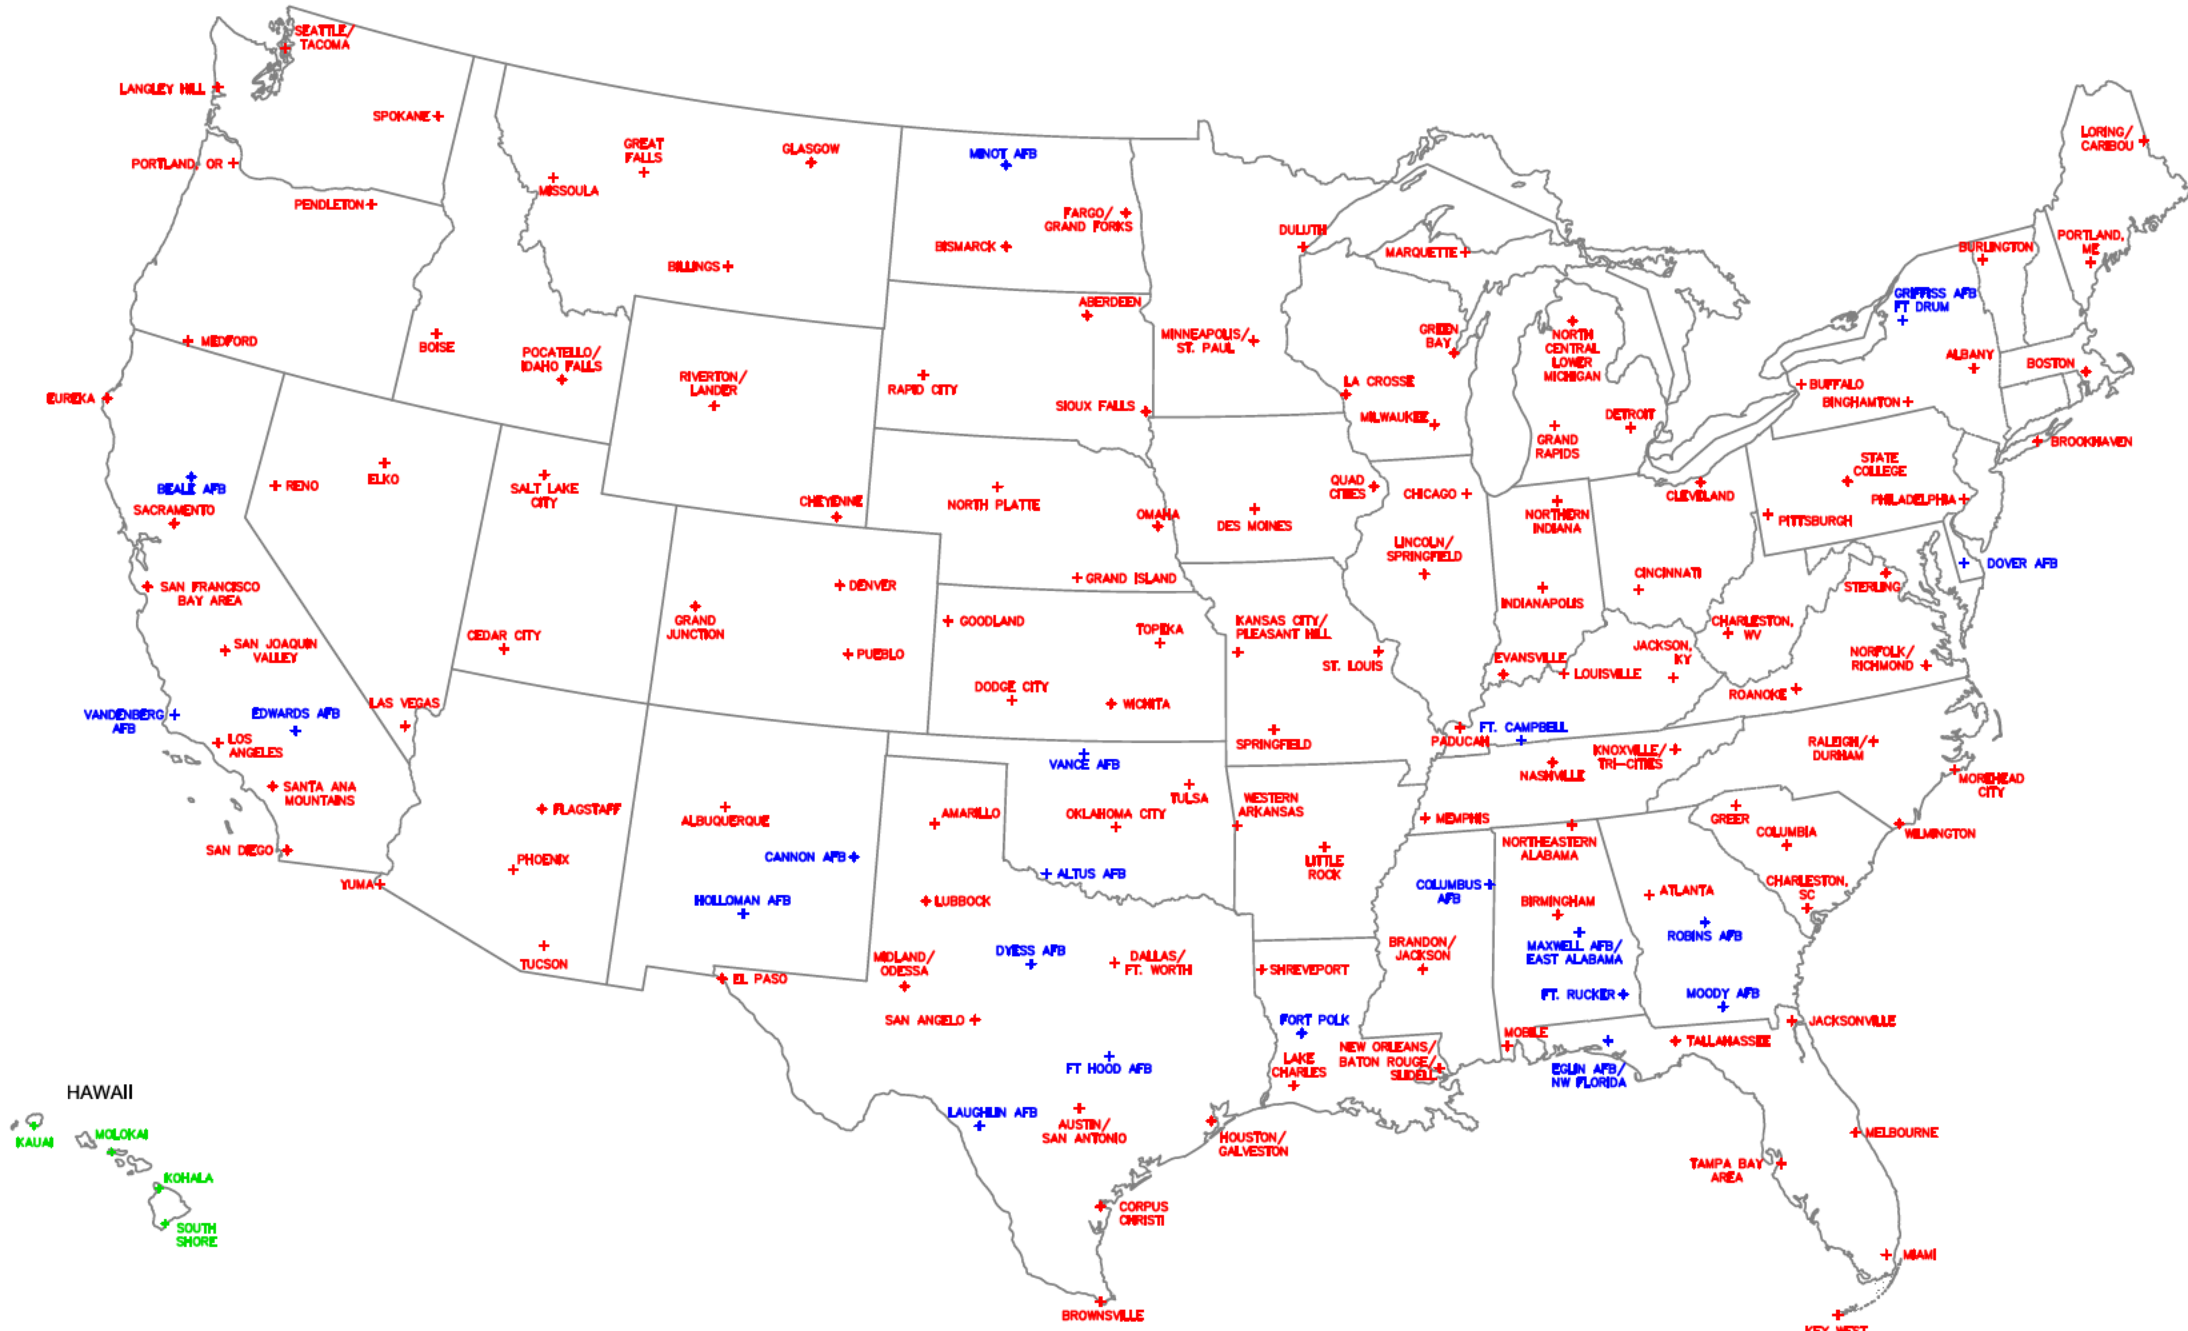 SEATTLE/
TACOMA
LANGLEY HILL
SPOKANE
PORTLAND, OR
PENDLETON
MEDFORD
EUREKA
BEALE AFB
SACRAMENTO
RENO
ELKO
SAN FRANCISCO
BAY AREA
SAN JOAQUIN
VALLEY
LAS VEGAS
VANDENBERG
AFB
EDWARDS AFB
LOS
ANGELES
SANTA ANA
MOUNTAINS
SAN DIEGO
YUMA
GREAT
FALLS
GLASGOW
MISSOULA
BILLINGS
BOISE
POCATELLO/
IDAHO FALLS
RIVERTON/
LANDER
CHEYENNE
SALT LAKE
CITY
CEDAR CITY
GRAND
JUNCTION
DENVER
PUEBLO
FLAGSTAFF
PHOENIX
TUCSON
ALBUQUERQUE
CANNON AFB
HOLLOMAN AFB
EL PASO
MINOT AFB
FARGO/
GRAND FORKS
BISMARCK
ABERDEEN
RAPID CITY
SIOUX FALLS
NORTH PLATTE
OMAHA
GRAND ISLAND
GOODLAND
TOPEKA
DODGE CITY
WICHITA
VANCE AFB
TULSA
OKLAHOMA CITY
ALTUS AFB
AMARILLO
LUBBOCK
MIDLAND/
ODESSA
DYESS AFB
DALLAS/
FT. WORTH
SAN ANGELO
FT HOOD AFB
LAUGHLIN AFB
AUSTIN/
SAN ANTONIO
HOUSTON/
GALVESTON
CORPUS
CHRISTI
BROWNSVILLE
DULUTH
MINNEAPOLIS/
ST. PAUL
MARQUETTE
GREEN
BAY
LA CROSSE
MILWAUKEE
NORTH
CENTRAL
LOWER
MICHIGAN
DETROIT
GRAND
RAPIDS
QUAD
CITIES
DES MOINES
CHICAGO
LINCOLN/
SPRINGFIELD
NORTHERN
INDIANA
INDIANAPOLIS
CLEVELAND
CINCINNATI
KANSAS CITY/
PLEASANT HILL
ST. LOUIS
SPRINGFIELD
EVANSVILLE
LOUISVILLE
JACKSON,
KY
PADUCAH
FT. CAMPBELL
NASHVILLE
KNOXVILLE/
TRI-CITIES
MEMPHIS
WESTERN
ARKANSAS
LITTLE
ROCK
COLUMBUS
AFB
BRANDON/
JACKSON
SHREVEPORT
FORT POLK
LAKE
CHARLES
NEW ORLEANS/
BATON ROUGE/
SLIDELL
MOBILE
NORTHEASTERN
ALABAMA
BIRMINGHAM
MAXWELL AFB/
EAST ALABAMA
FT. RUCKER
EGLIN AFB/
NW FLORIDA
ATLANTA
ROBINS AFB
MOODY AFB
TALLAHASSEE
JACKSONVILLE
MELBOURNE
TAMPA BAY
AREA
MIAMI
KEY WEST
GREER
COLUMBIA
CHARLESTON,
SC
WILMINGTON
MOREHEAD
CITY
RALEIGH/
DURHAM
ROANOKE
NORFOLK/
RICHMOND
CHARLESTON,
WV
STERLING
DOVER AFB
PITTSBURGH
STATE
COLLEGE
PHILADELPHIA
BROOKHAVEN
BINGHAMTON
BUFFALO
ALBANY
BOSTON
GRIFFISS AFB
FT DRUM
BURLINGTON
PORTLAND,
ME
LORING/
CARIBOU
HAWAII
KAUAI
MOLOKAI
KOHALA
SOUTH
SHORE